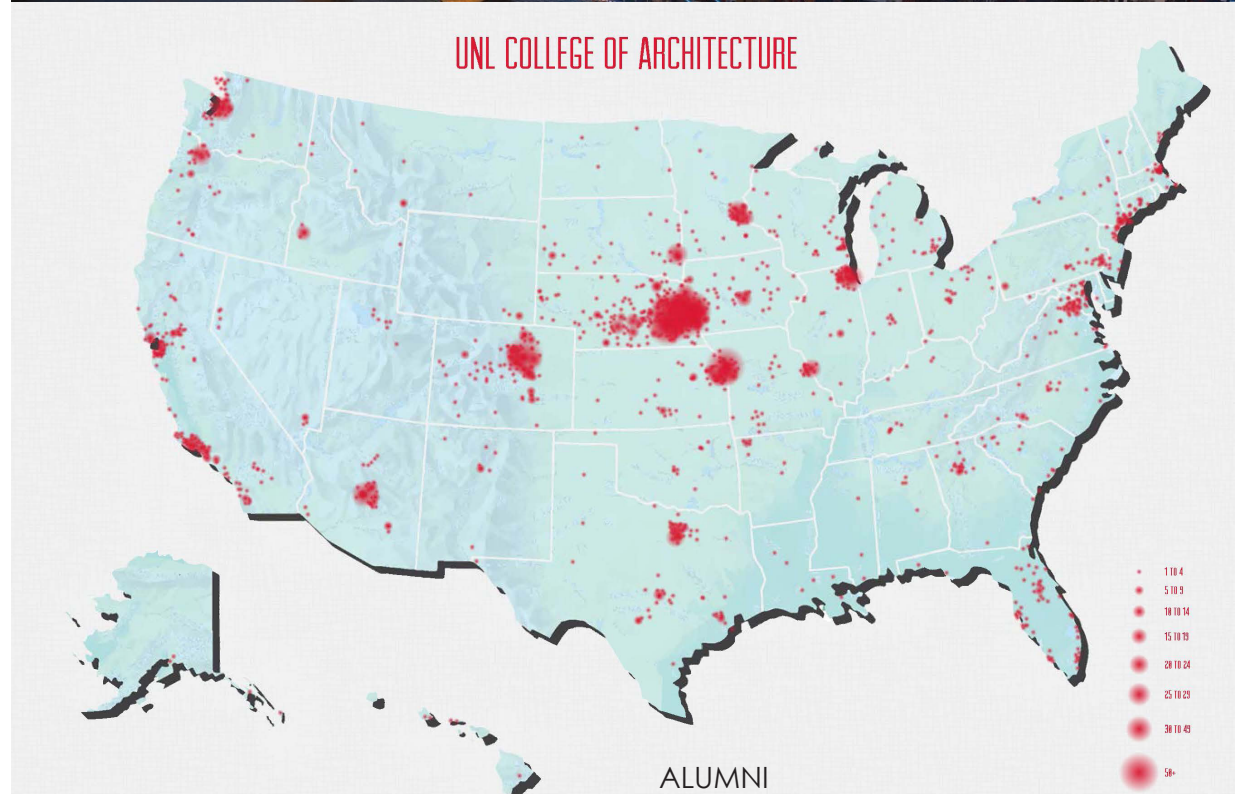 UNL COLLEGE OF ARCHITECTURE
1 TO 4
5 TO 9
10 TO 14
15 TO 19
20 TO 24
25 TO 29
30 TO 49
50+
ALUMNI